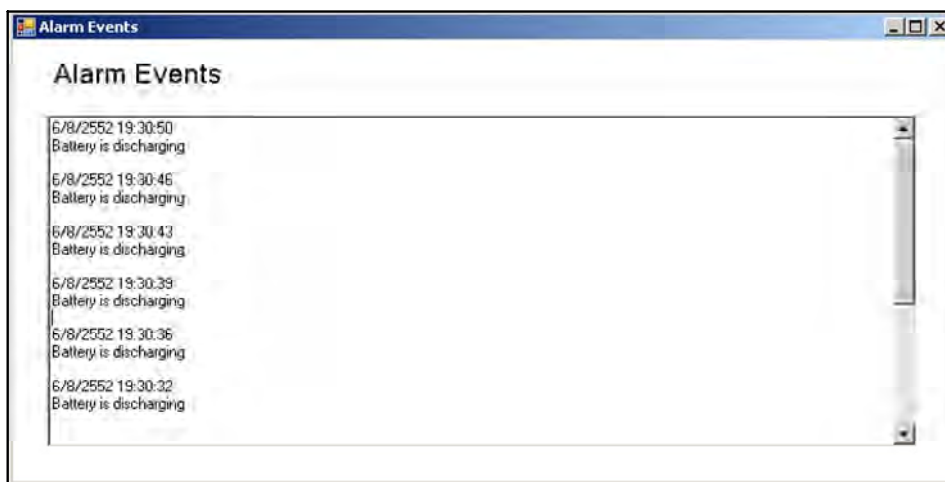 Alarm Events
Alarm Events
6/8/2552 19:30:50
Battery is discharging
6/8/2552 19:30:46
Battery is discharging
6/8/2552 19:30:43
Battery is discharging
6/8/2552 19:30:39
Battery is discharging
6/8/2552 19:30:36
Battery is discharging
6/8/2552 19:30:32
Battery is discharging